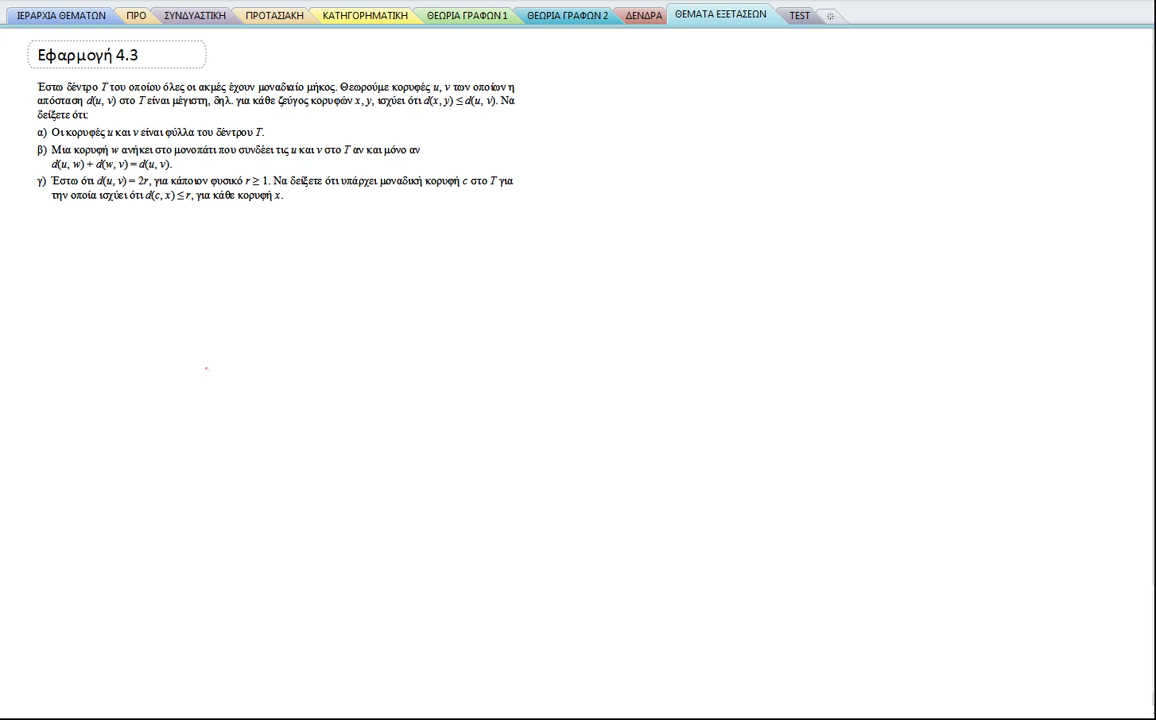 ΙΕΡΑΡΧΙΑ ΘΕΜΑΤΩΝ ΠΡΟ ΣΥΝΔΥΑΣΤΙΚΗ ΠΡΟΤΑΣΙΑΚΗ ΚΑΤΗΓΟΡΗΜΑΤΙΚΗ ΘΕΩΡΙΑ ΓΡΑΦΩΝ 1 ΘΕΩΡΙΑ ΓΡΑΦΩΝ 2 ΔΕΝΔΡΑ ΘΕΜΑΤΑ ΕΞΕΤΑΣΕΩΝ TEST
Εφαρμογή 4.3
Έστω δέντρο T του οποίου όλες οι ακμές έχουν μοναδιαίο μήκος. Θεωρούμε κορυφές u, v των οποίων η
απόσταση d(u, v) στο T είναι μέγιστη, δηλ. για κάθε ζεύγος κορυφών x, y, ισχύει ότι d(x, y) ≤ d(u, v). Να
δείξετε ότι:
α) Οι κορυφές u και v είναι φύλλα του δέντρου T.
β) Μια κορυφή w ανήκει στο μονοπάτι που συνδέει τις u και v στο T αν και μόνο αν
d(u, w) + d(w, v) = d(u, v).
γ) Έστω ότι d(u, v) = 2r, για κάποιον φυσικό r ≥ 1. Να δείξετε ότι υπάρχει μοναδική κορυφή c στο T για
την οποία ισχύει ότι d(c, x) ≤ r, για κάθε κορυφή x.